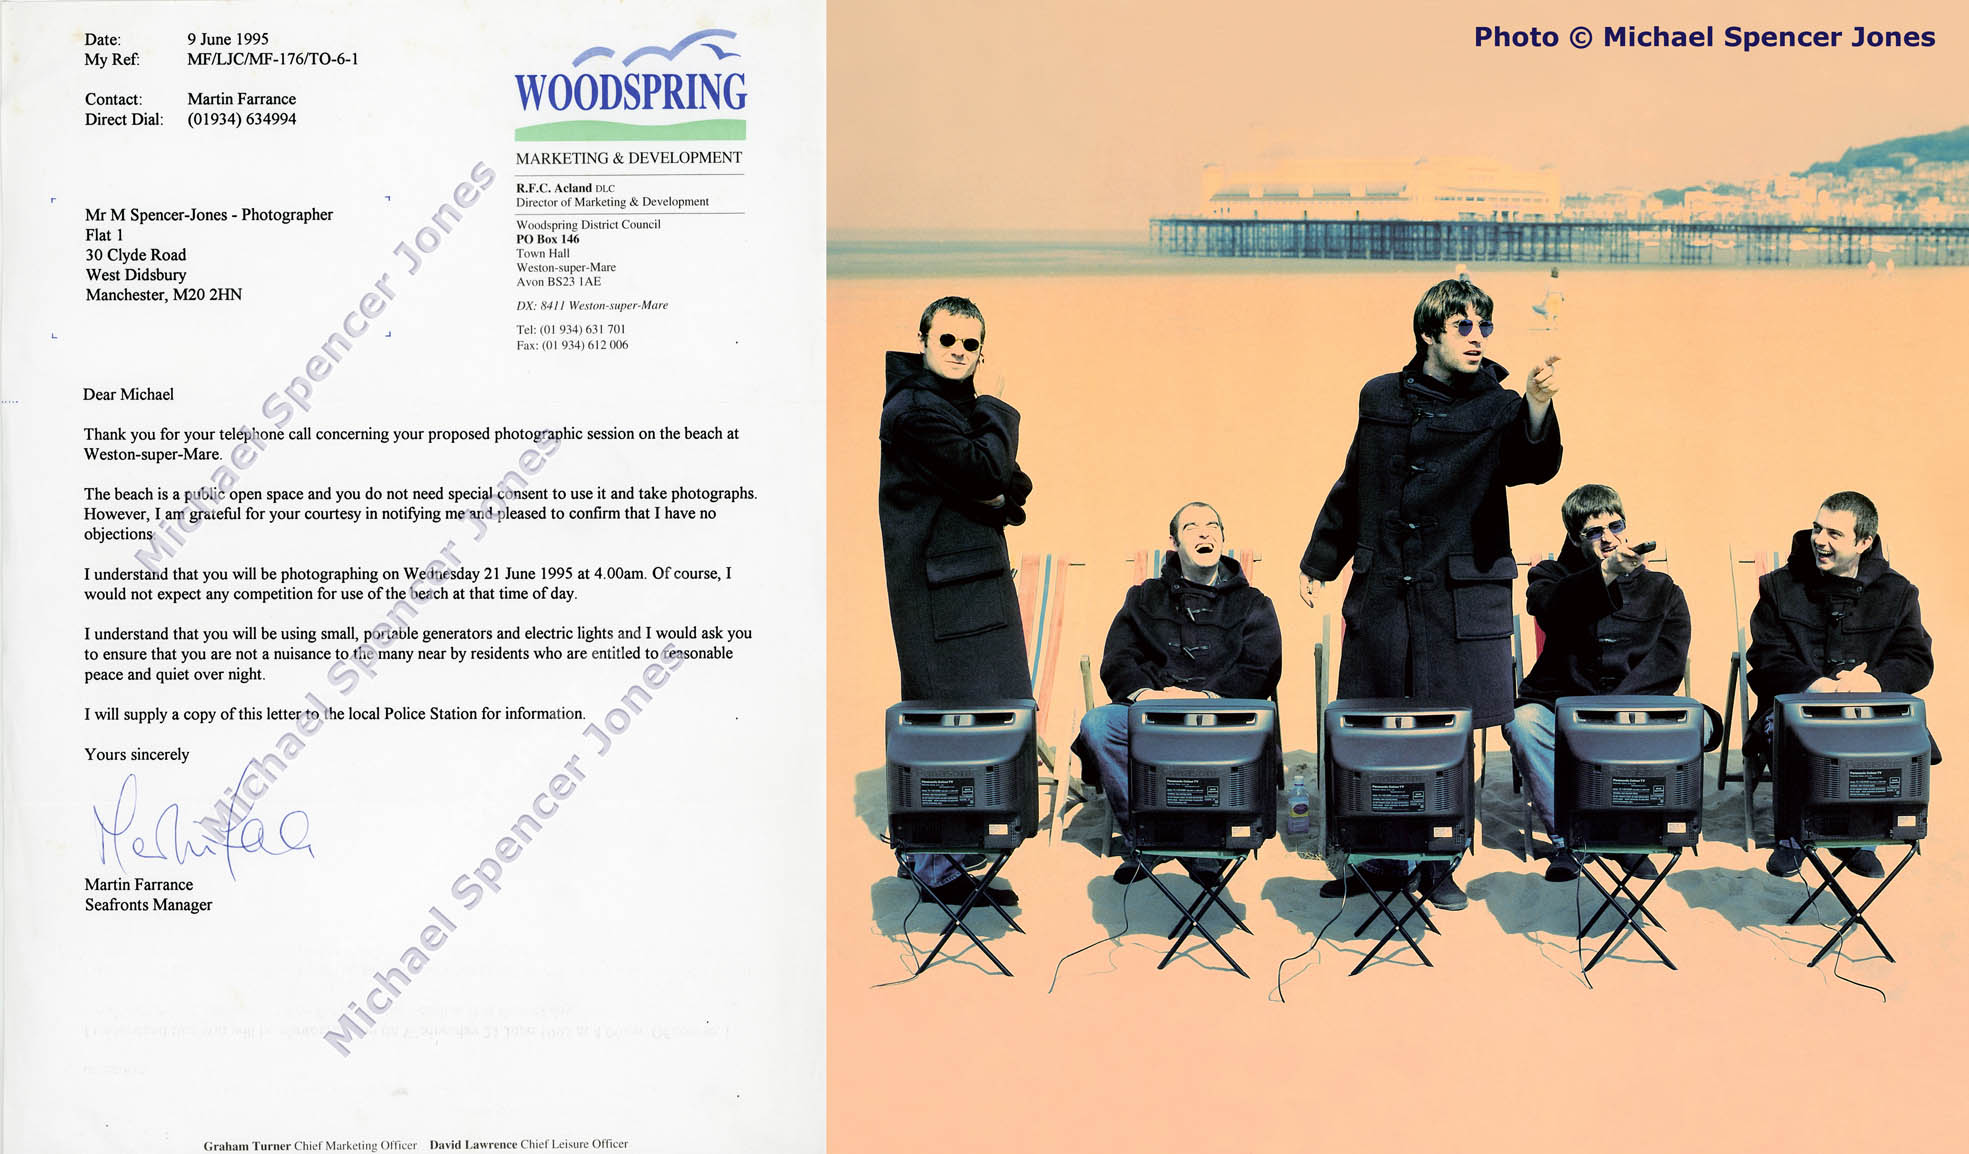 Date: 9 June 1995
My Ref: MF/LJC/MF-176/TO-6-1
Contact: Martin Farrance
Direct Dial: (01934) 634994
WOODSPRING
MARKETING & DEVELOPMENT
R.F.C. Acland DLC
Director of Marketing & Development
Woodspring District Council
PO Box 146
Town Hall
Weston-super-Mare
Avon BS23 1AE
DX: 8411 Weston-super-Mare
Tel: (01 934) 631 701
Fax: (01 934) 612 006
Mr M Spencer-Jones - Photographer
Flat 1
30 Clyde Road
West Didsbury
Manchester, M20 2HN
Dear Michael
Thank you for your telephone call concerning your proposed photographic session on the beach at
Weston-super-Mare.
The beach is a public open space and you do not need special consent to use it and take photographs.
However, I am grateful for your courtesy in notifying me and pleased to confirm that I have no
objections.
I understand that you will be photographing on Wednesday 21 June 1995 at 4.00am. Of course, I
would not expect any competition for use of the beach at that time of day.
I understand that you will be using small, portable generators and electric lights and I would ask you
to ensure that you are not a nuisance to the many near by residents who are entitled to reasonable
peace and quiet over night.
I will supply a copy of this letter to the local Police Station for information.
Yours sincerely
Martin Farrance
Seafronts Manager
Graham Turner Chief Marketing Officer David Lawrence Chief Leisure Officer
Michael Spencer Jones
Michael Spencer Jones
Michael Spencer Jones
Photo © Michael Spencer Jones
Panasonic
Panasonic